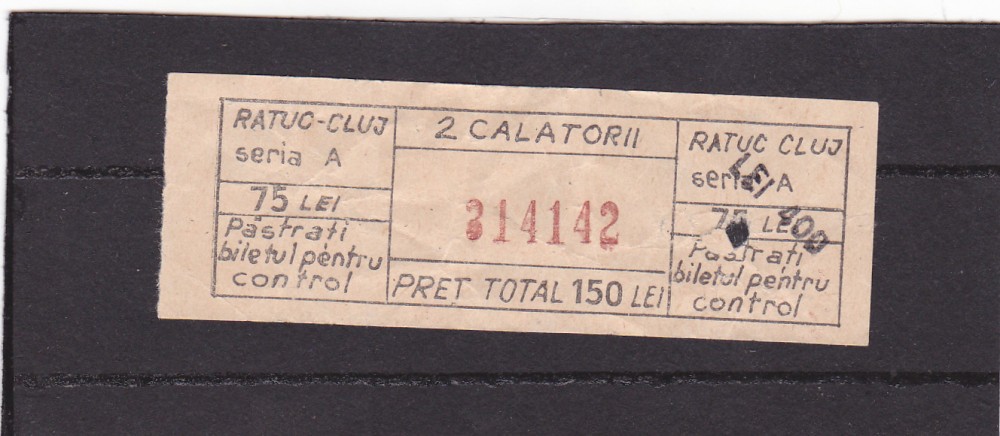 RATUC-CLUJ
seria A
75 LEI
Păstrati
biletul pentru
control
2 CALATORII
314142
PRET TOTAL 150 LEI
RATUC CLUJ
seria A
75 LEI
Păstrati
biletul pentru
control
LEI 400